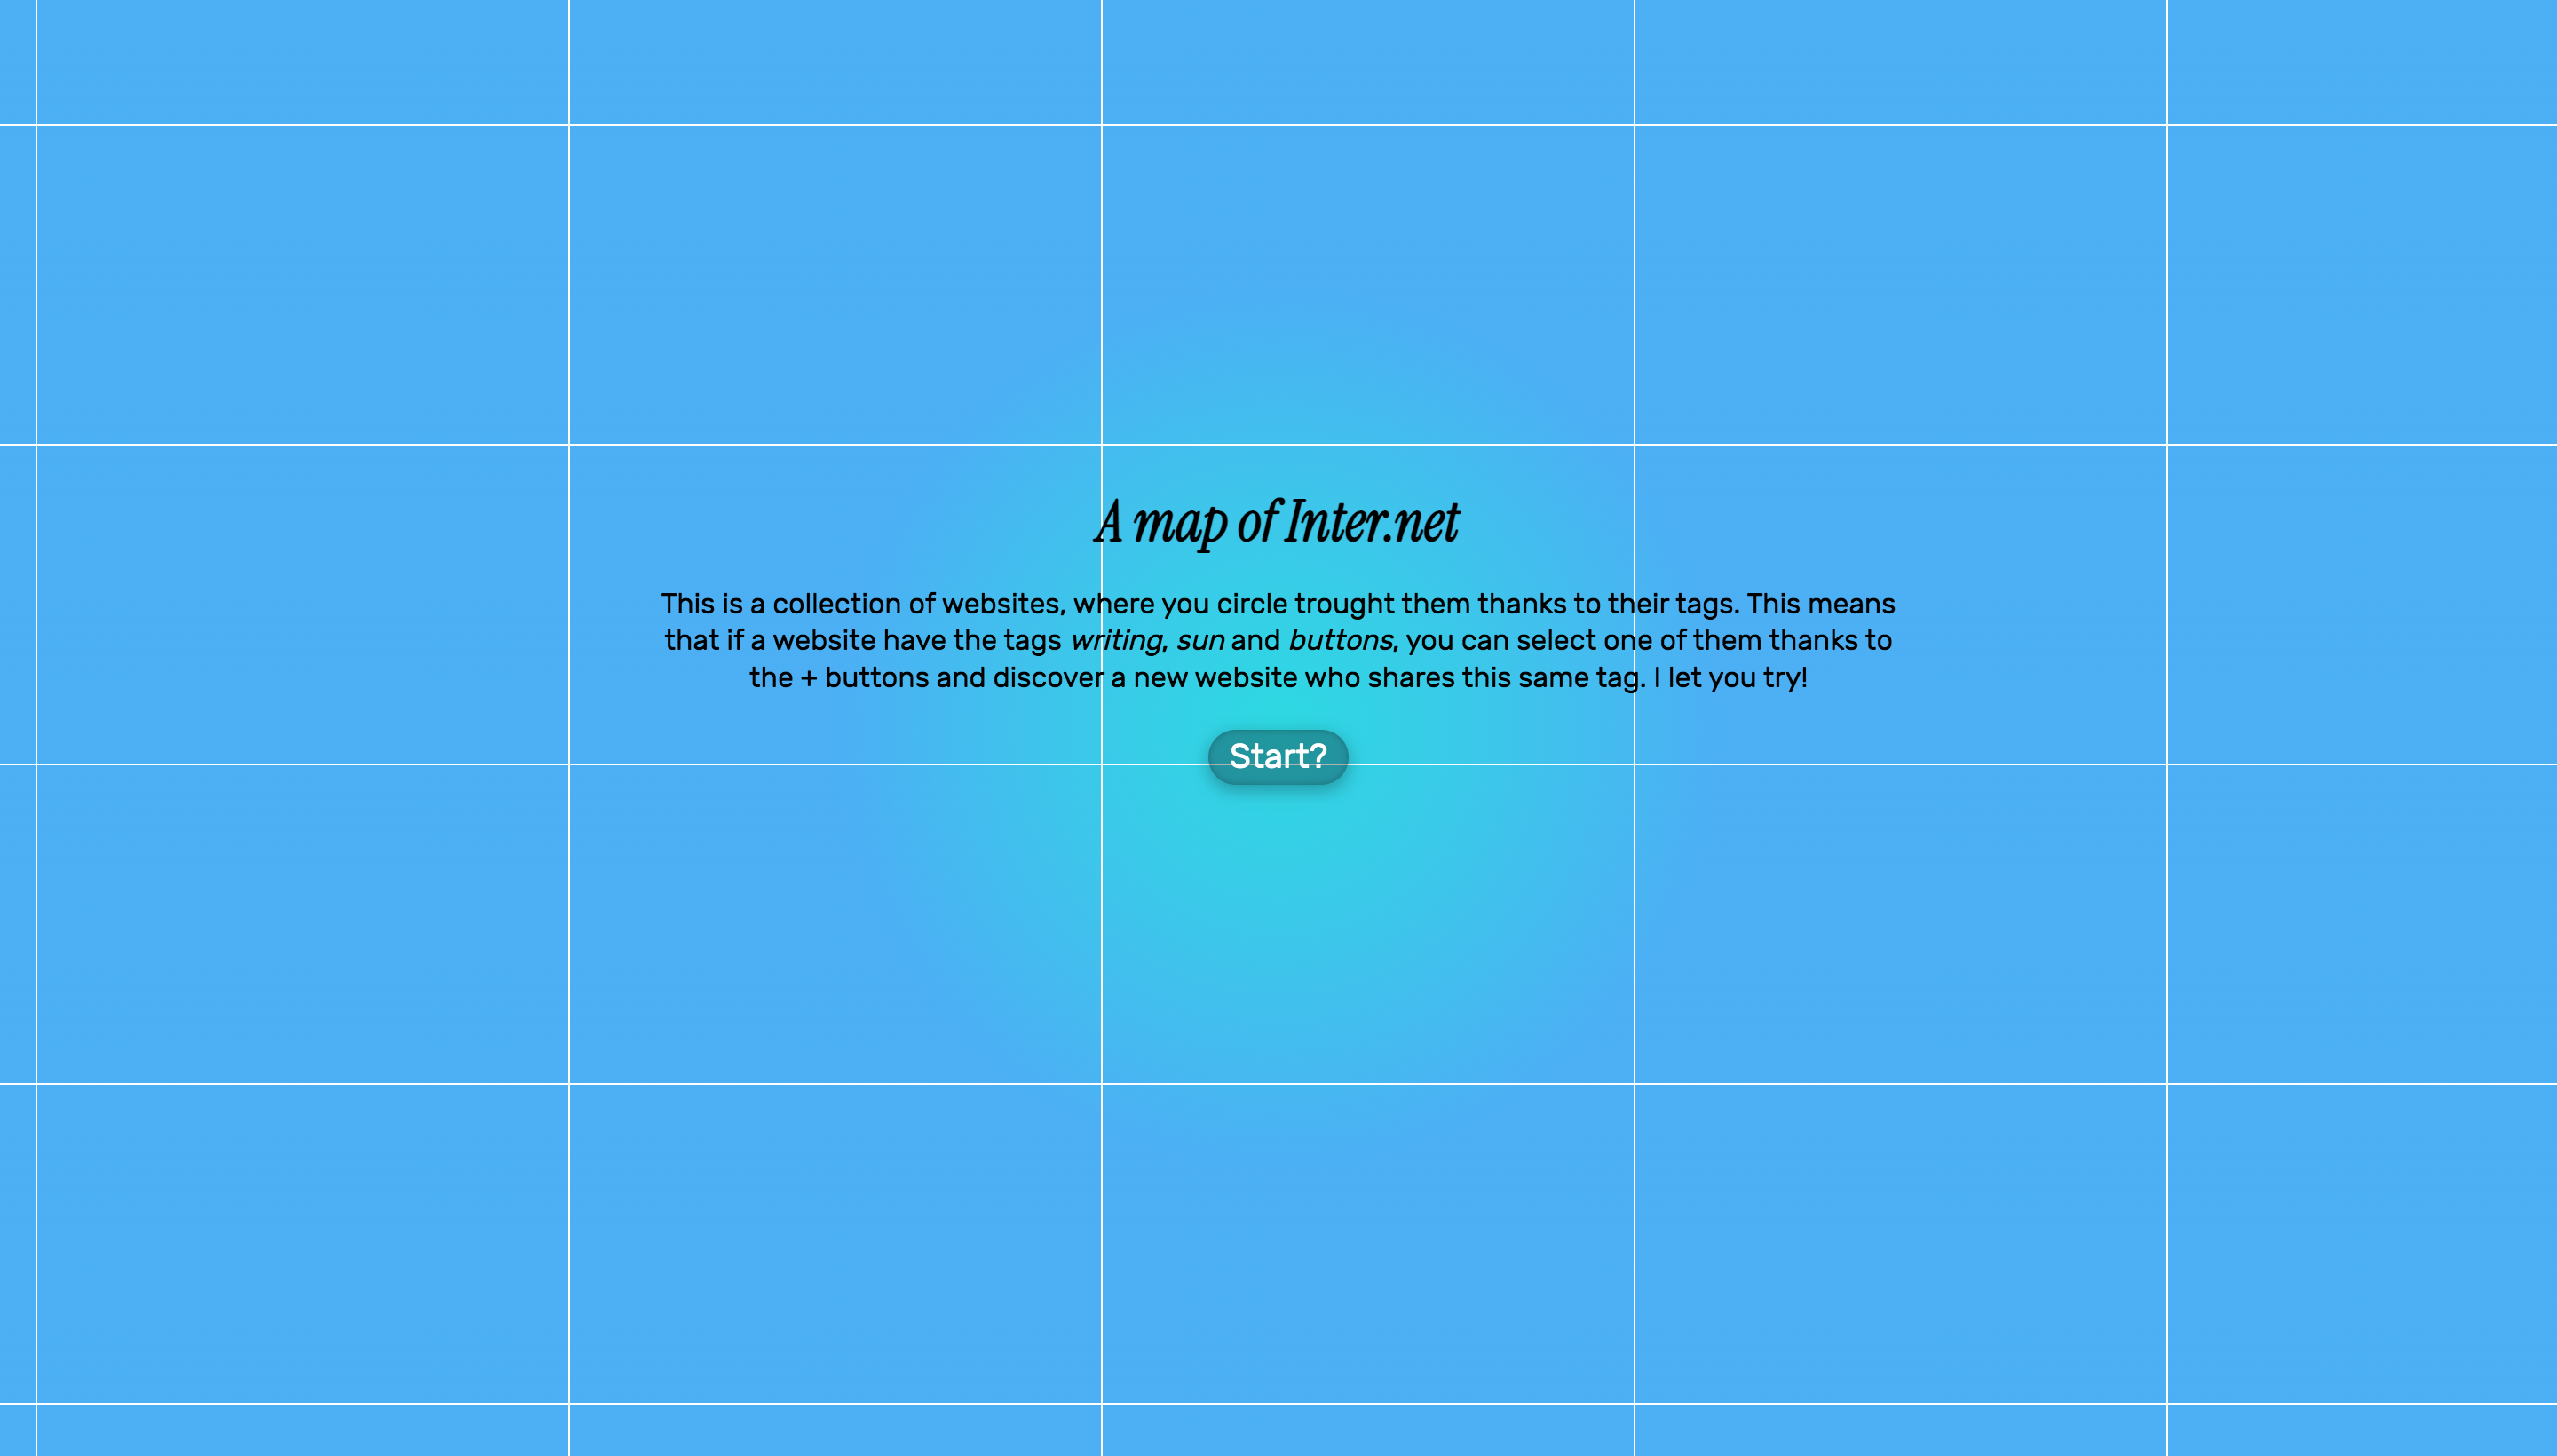 A map of Inter.net
This is a collection of websites, where you circle trought them thanks to their tags. This means
that if a website have the tags writing, sun and buttons, you can select one of them thanks to
the + buttons and discover a new website who shares this same tag. I let you try!
Start?